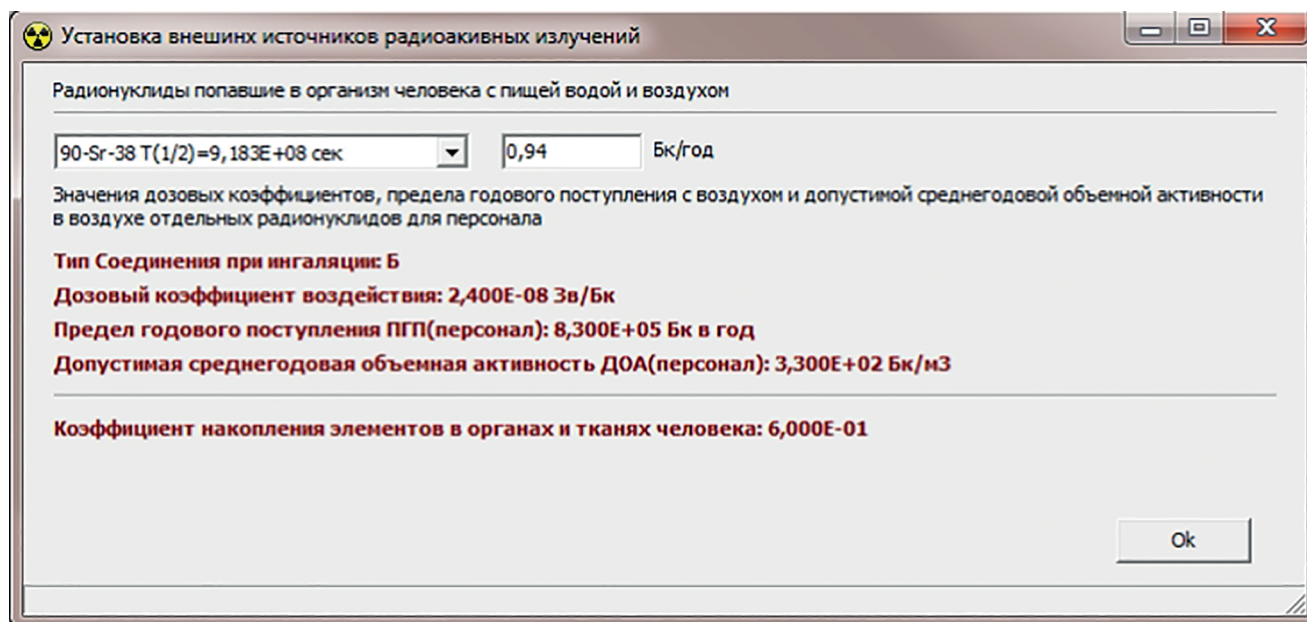 Установка внешинх источников радиоакивных излучений
Радионуклиды попавшие в организм человека с пищей водой и воздухом
90-Sr-38 T(1/2)=9,183E+08 сек
0,94
Бк/год
Значения дозовых коэффициентов, предела годового поступления с воздухом и допустимой среднегодовой объемной активности
в воздухе отдельных радионуклидов для персонала
Тип Соединения при ингаляции: Б
Дозовый коэффициент воздействия: 2,400E-08 Зв/Бк
Предел годового поступления ПГП(персонал): 8,300E+05 Бк в год
Допустимая среднегодовая объемная активность ДОА(персонал): 3,300E+02 Бк/м3
Коэффициент накопления элементов в органах и тканях человека: 6,000E-01
Ok